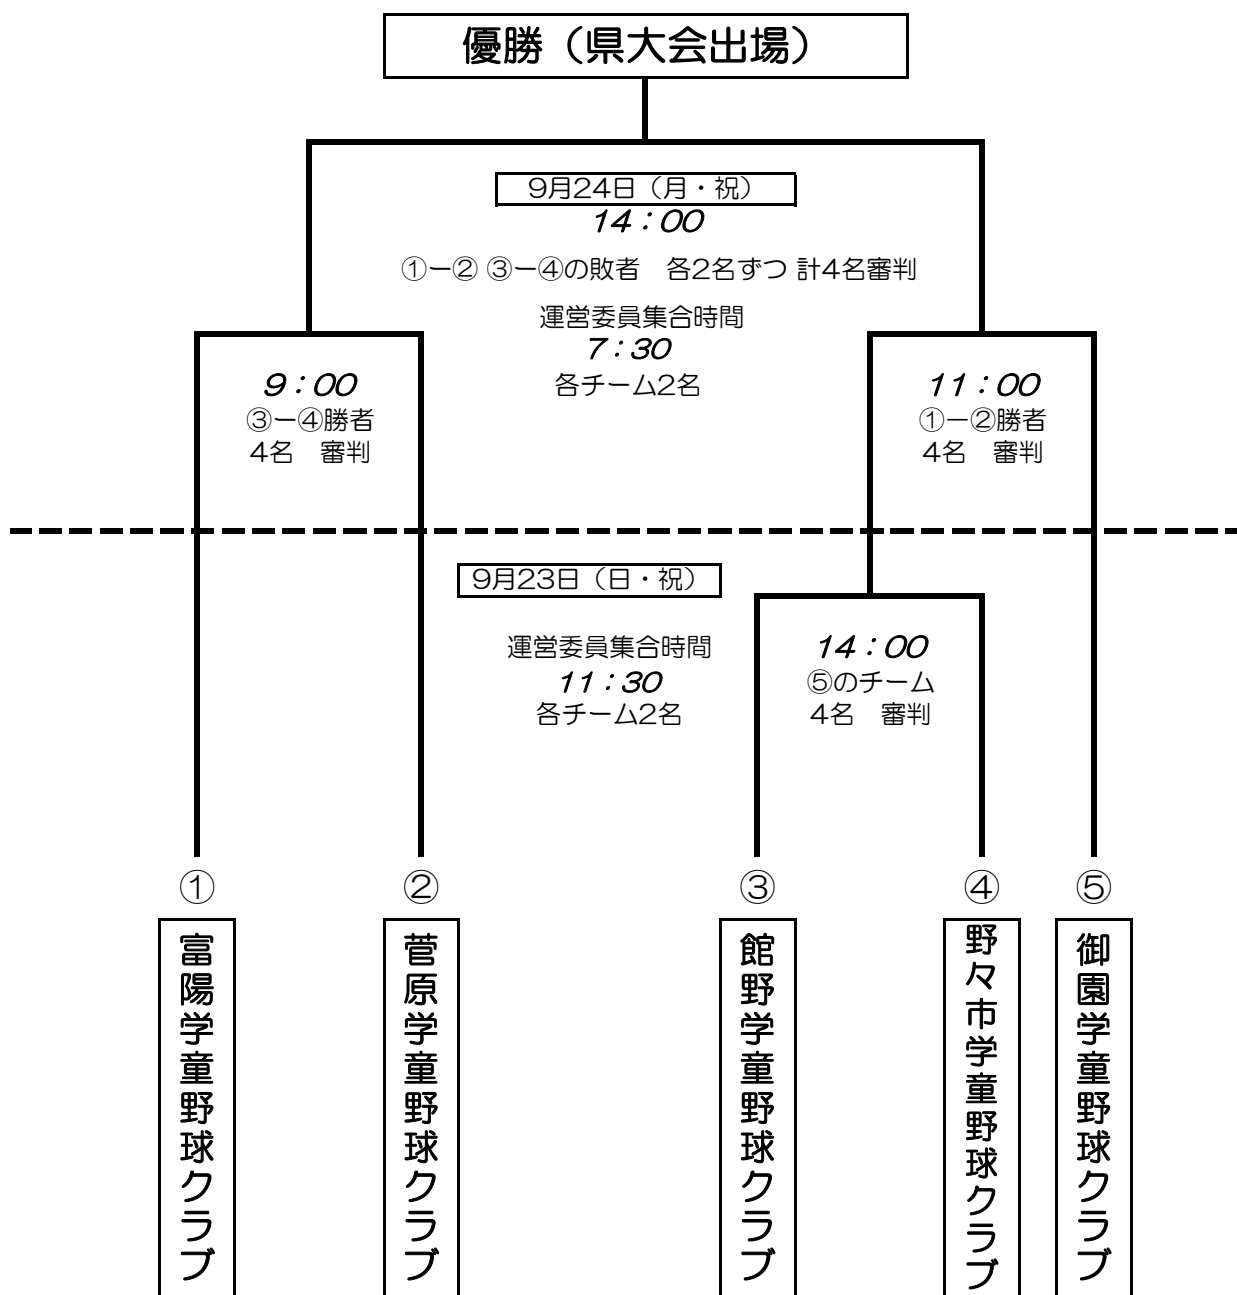 優勝（県大会出場）
9月24日（月・祝）
14：00
①ー② ③ー④の敗者　各2名ずつ 計4名審判
運営委員集合時間
7：30
各チーム2名
9：00
③ー④勝者
4名　審判
11：00
①ー②勝者
4名　審判
9月23日（日・祝）
運営委員集合時間
11：30
各チーム2名
14：00
⑤のチーム
4名　審判
①
②
③
④
⑤
富陽学童野球クラブ
菅原学童野球クラブ
館野学童野球クラブ
野々市学童野球クラブ
御園学童野球クラブ